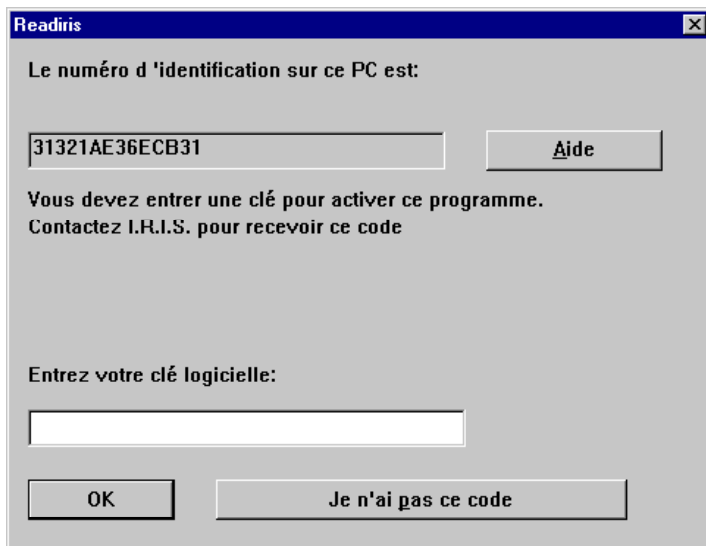 Readiris
Le numéro d 'identification sur ce PC est:
31321AE36ECB31
Aide
Vous devez entrer une clé pour activer ce programme.
Contactez I.R.I.S. pour recevoir ce code
Entrez votre clé logicielle:
OK
Je n'ai pas ce code